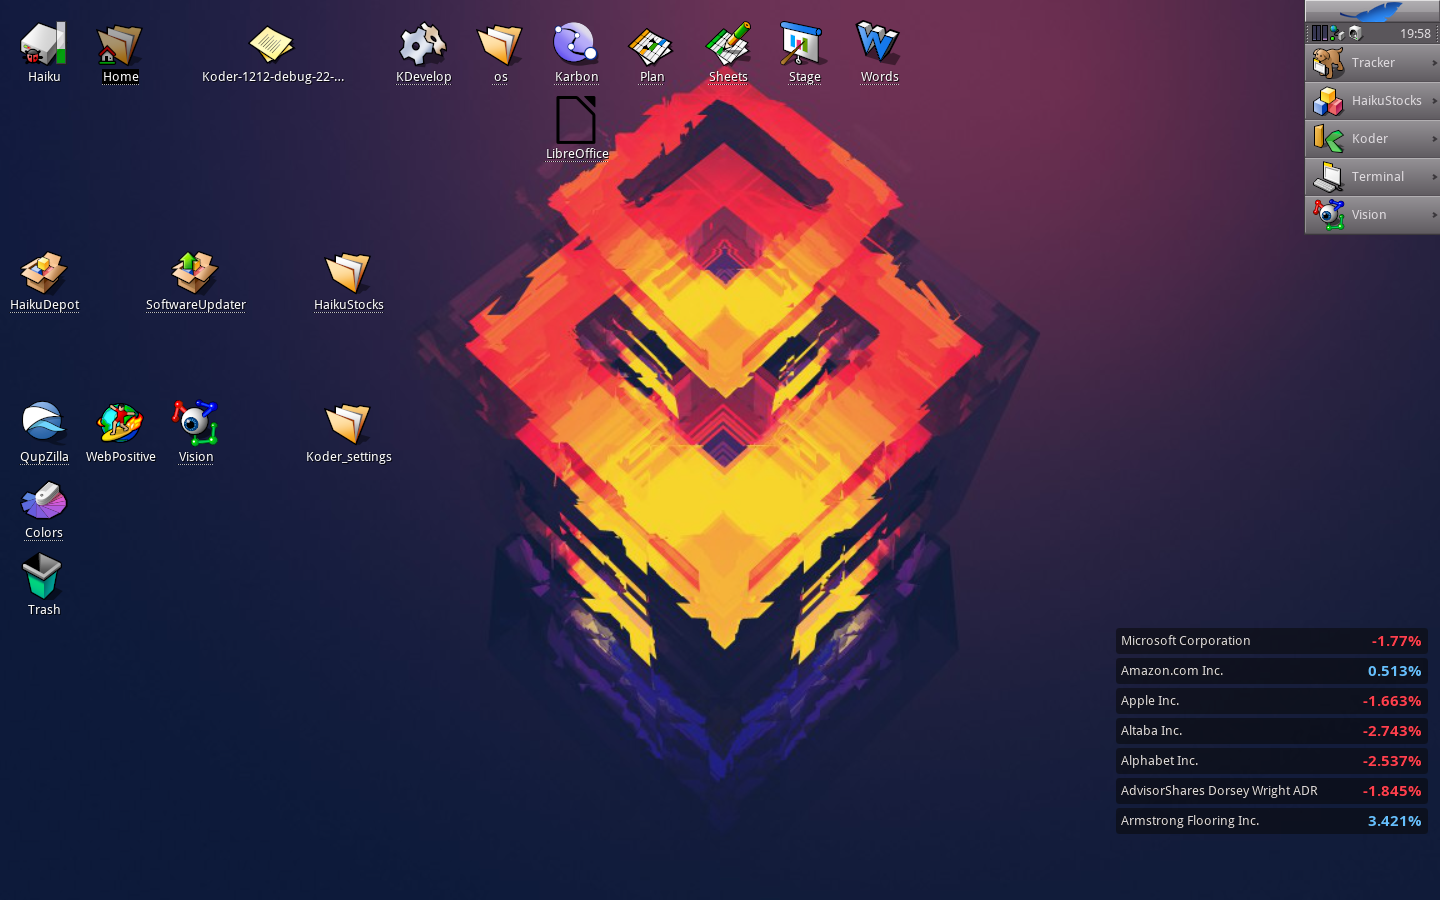 Haiku
Home
Koder-1212-debug-22-...
KDevelop
os
Karbon
Plan
Sheets
Stage
Words
19:58
Tracker
HaikuStocks
Koder
Terminal
Vision
LibreOffice
HaikuDepot
SoftwareUpdater
HaikuStocks
QupZilla
WebPositive
Vision
Koder_settings
Colors
Trash
Microsoft Corporation -1.77%
Amazon.com Inc. 0.513%
Apple Inc. -1.663%
Altaba Inc. -2.743%
Alphabet Inc. -2.537%
AdvisorShares Dorsey Wright ADR -1.845%
Armstrong Flooring Inc. 3.421%